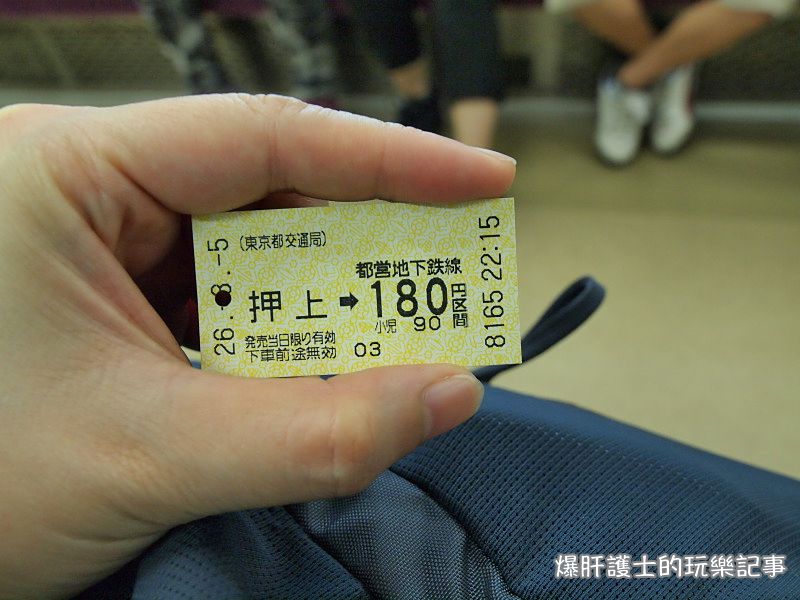 (東京都交通局)
都営地下鉄線
押上➡180円区間
小児 90
発売当日限り有効
下車前途無効 03
26.-8.-5
8165 22:15
爆肝護士的玩樂記事